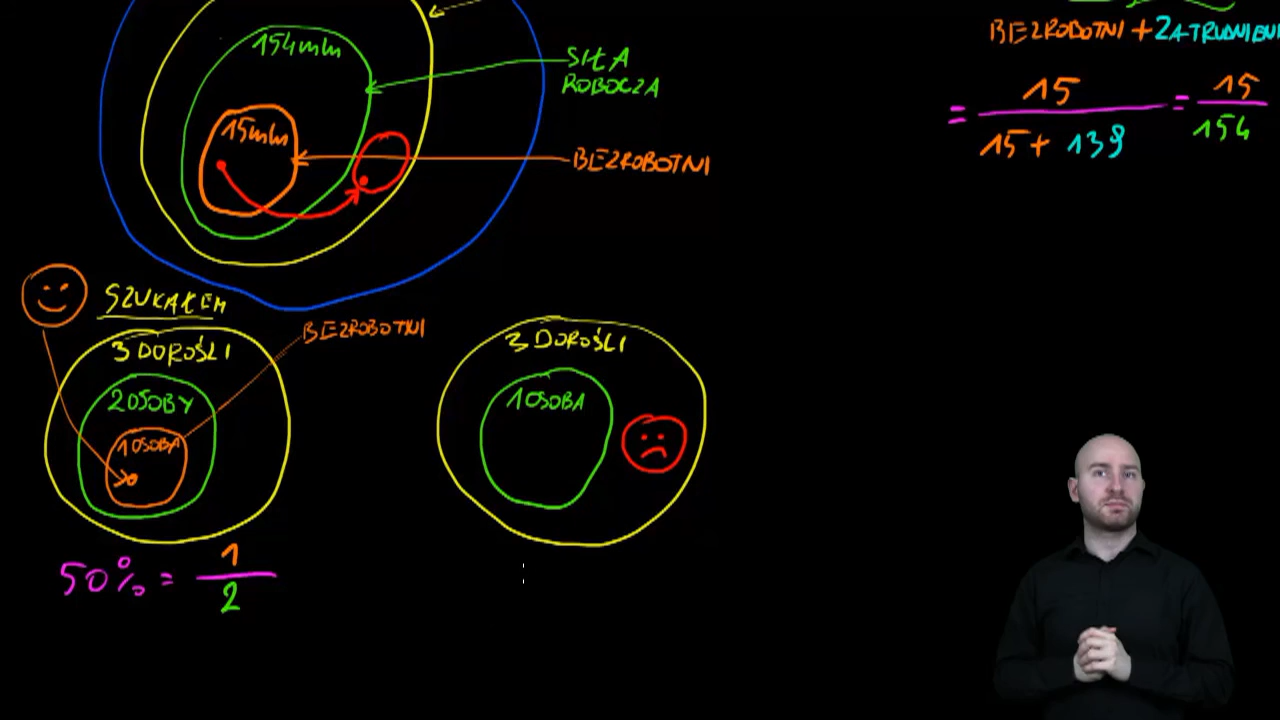 154mln
SIŁA
ROBOCZA
15mln
BEZROBOTNI
BEZROBOTNI + ZATRUDNIENI
= 15 / 15 + 139 = 15 / 154
SZUKAŁEM
BEZROBOTNI
3 DOROŚLI
2 OSOBY
1 OSOBA
50% = 1 / 2
3 DOROŚLI
1 OSOBA